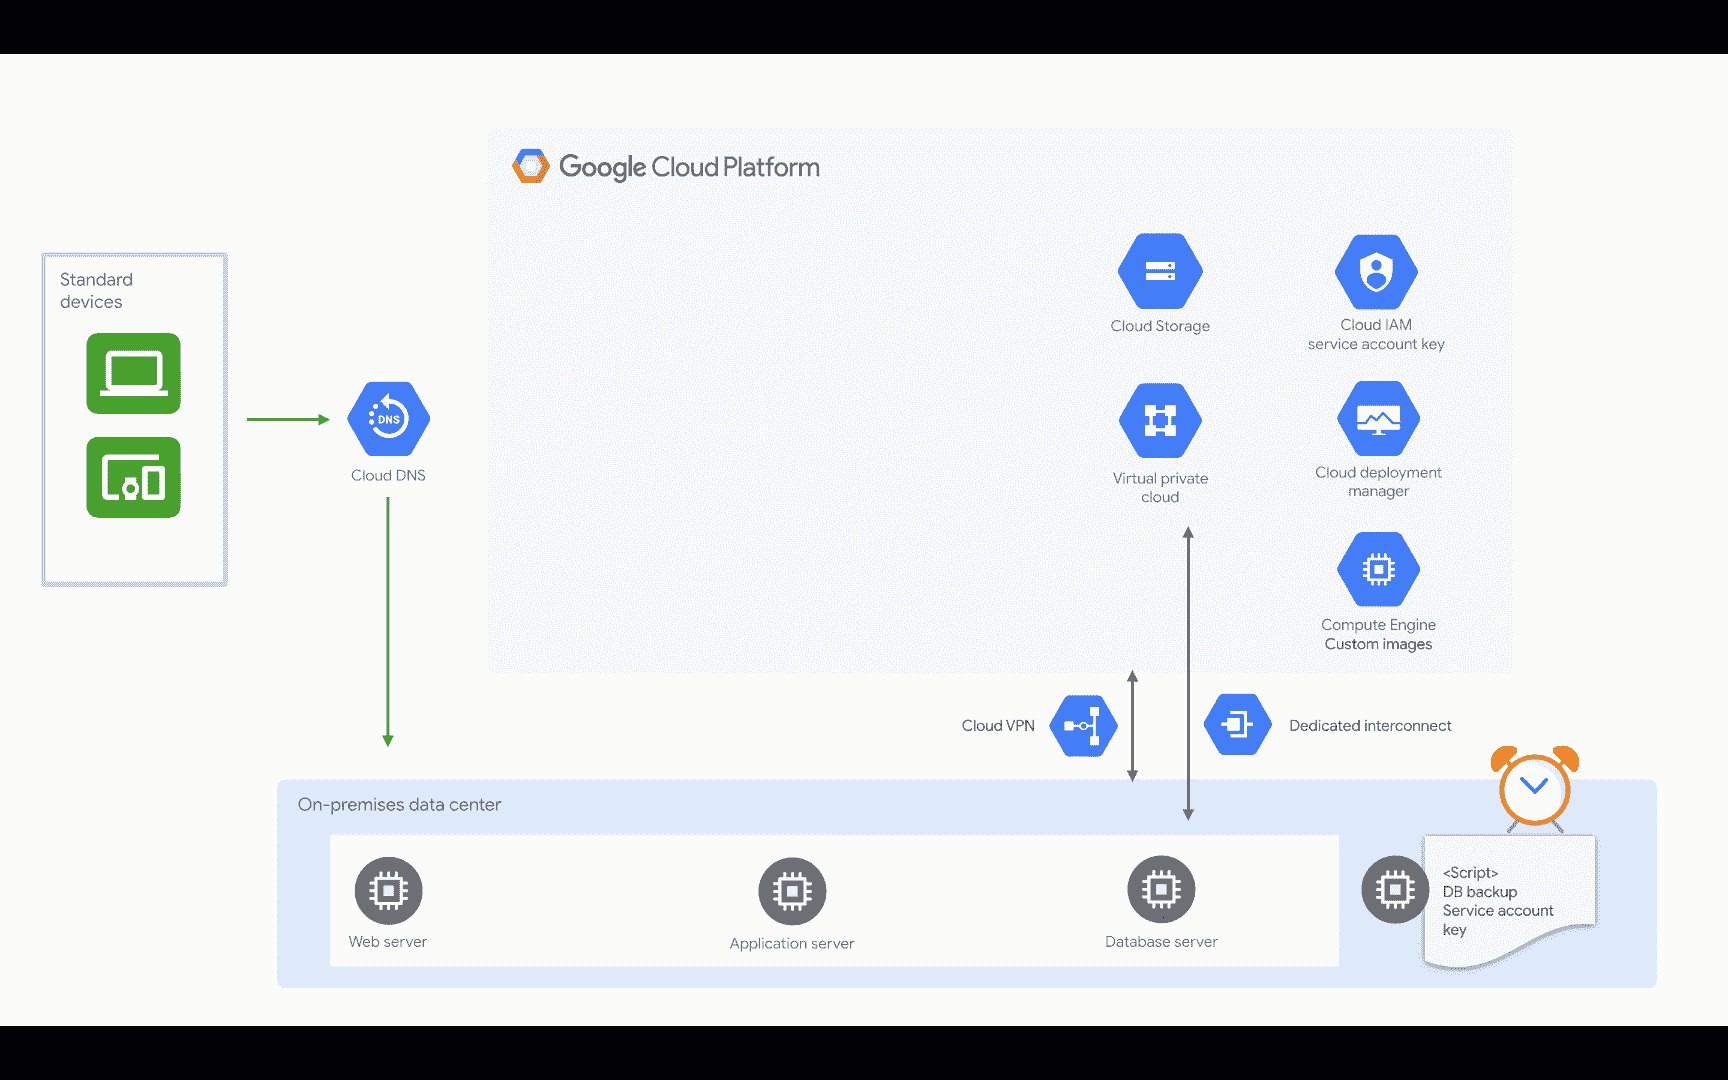 Google Cloud Platform
Standard
devices
DNS
Cloud DNS
Cloud Storage
Cloud IAM
service account key
Virtual private
cloud
Cloud deployment
manager
Compute Engine
Custom images
Cloud VPN
Dedicated interconnect
On-premises data center
Web server
Application server
Database server
<Script>
DB backup
Service account
key